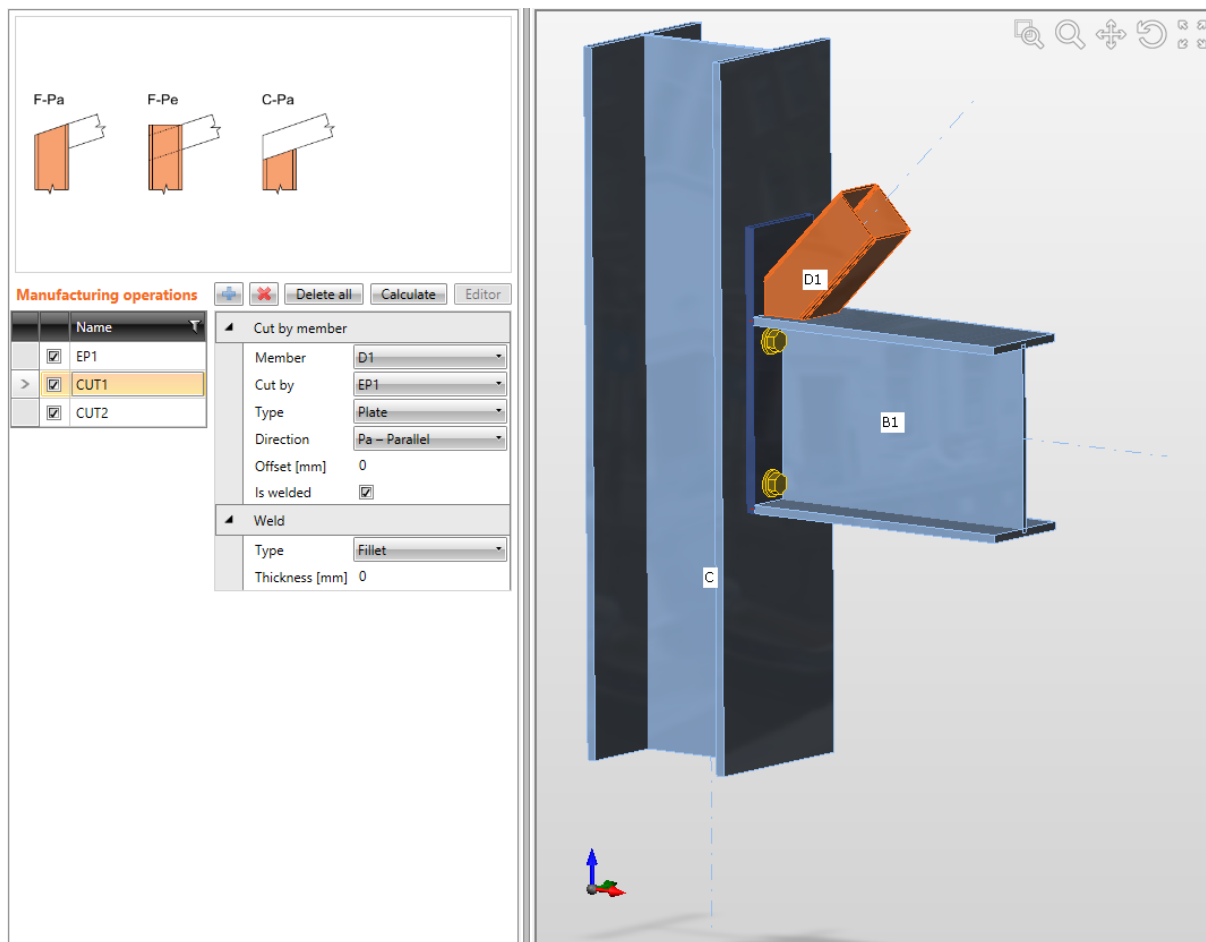 F-Pa F-Pe C-Pa
Manufacturing operations Delete all Calculate Editor
Name
EP1
CUT1
CUT2
Cut by member
Member D1
Cut by EP1
Type Plate
Direction Pa – Parallel
Offset [mm] 0
Is welded
Weld
Type Fillet
Thickness [mm] 0
D1
B1
C